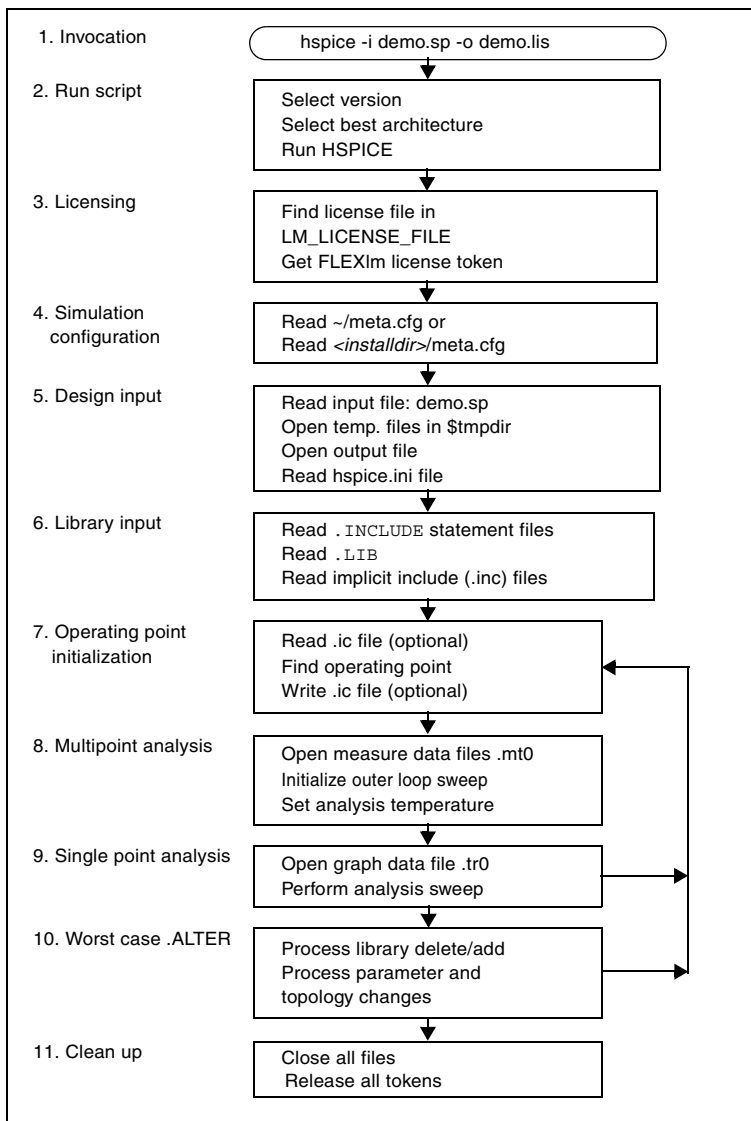 1. Invocation
hspice -i demo.sp -o demo.lis
2. Run script
Select version
Select best architecture
Run HSPICE
3. Licensing
Find license file in
LM_LICENSE_FILE
Get FLEXlm license token
4. Simulation
configuration
Read ~/meta.cfg or
Read <installdir>/meta.cfg
5. Design input
Read input file: demo.sp
Open temp. files in $tmpdir
Open output file
Read hspice.ini file
6. Library input
Read .INCLUDE statement files
Read .LIB
Read implicit include (.inc) files
7. Operating point
initialization
Read .ic file (optional)
Find operating point
Write .ic file (optional)
8. Multipoint analysis
Open measure data files .mt0
Initialize outer loop sweep
Set analysis temperature
9. Single point analysis
Open graph data file .tr0
Perform analysis sweep
10. Worst case .ALTER
Process library delete/add
Process parameter and
topology changes
11. Clean up
Close all files
Release all tokens